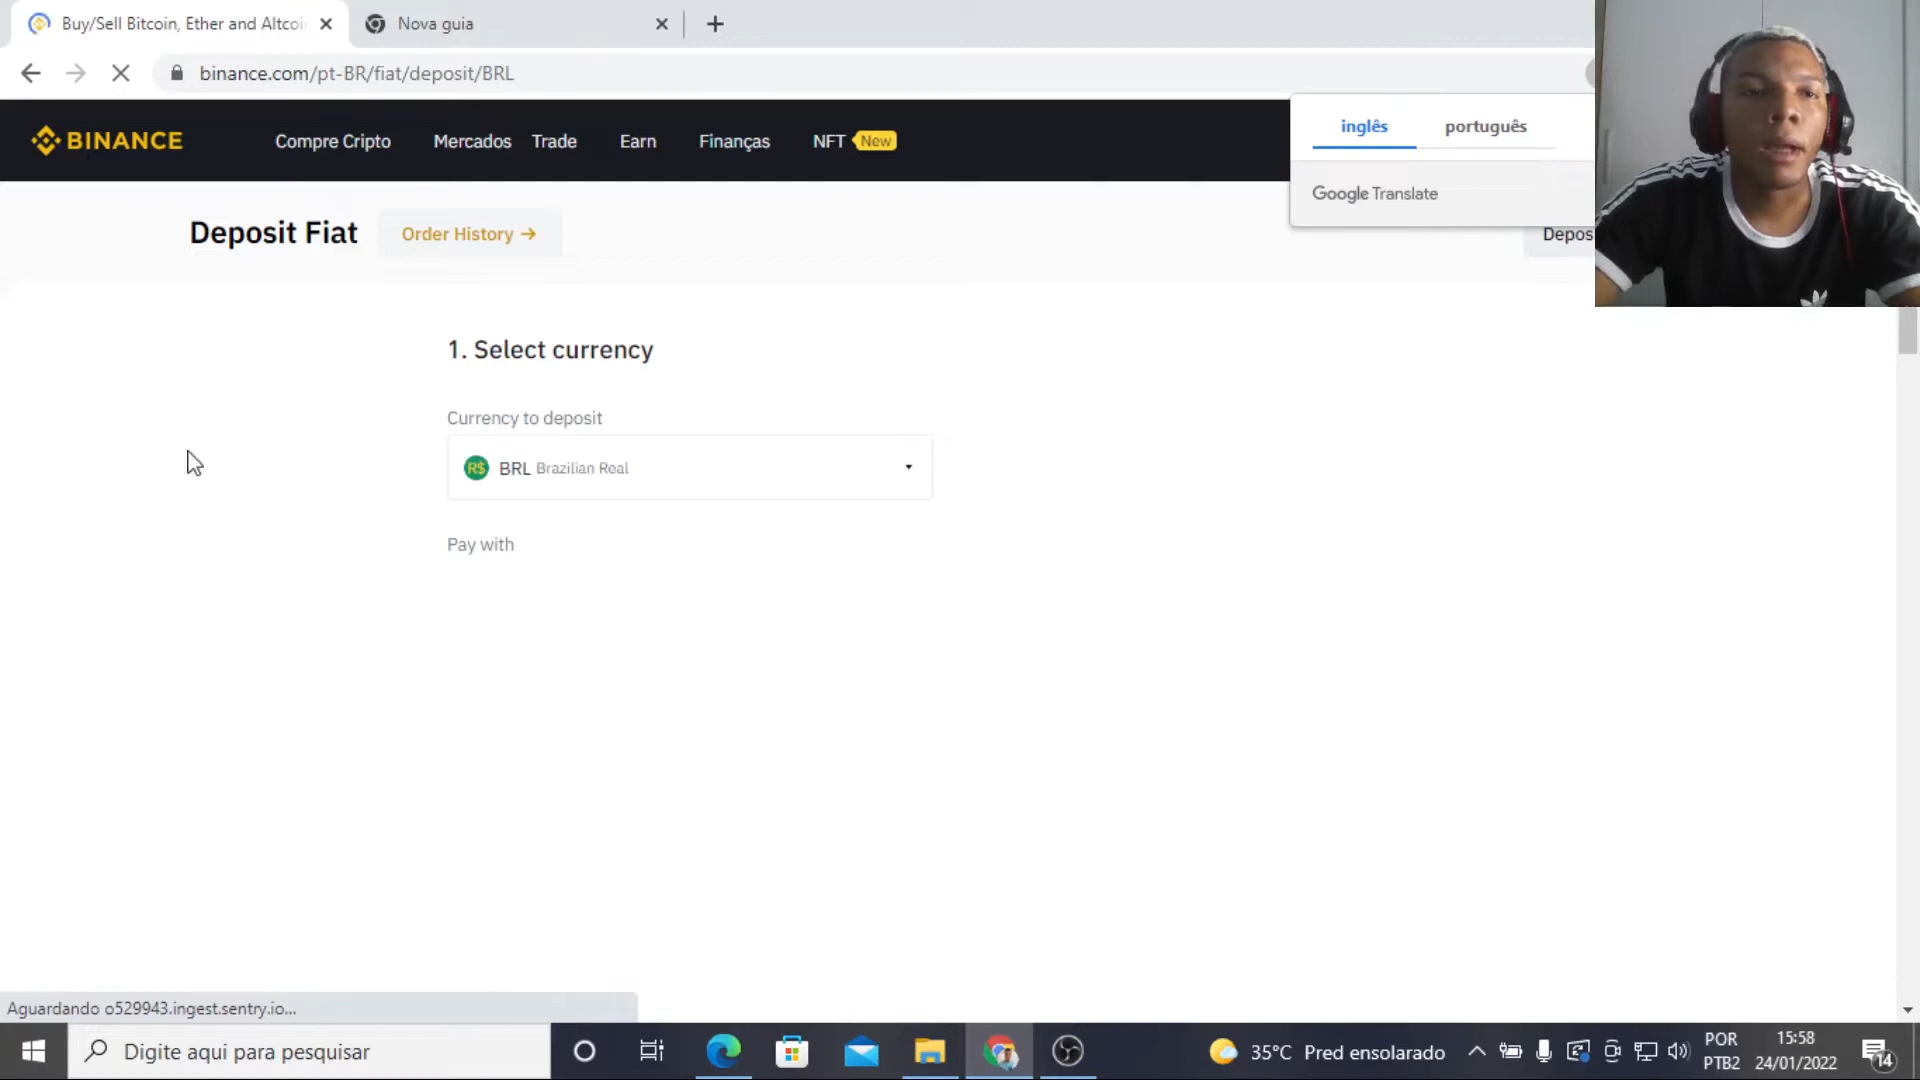 Buy/Sell Bitcoin, Ether and Altcoi
Nova guia
binance.com/pt-BR/fiat/deposit/BRL
BINANCE
Compre Cripto
Mercados
Trade
Earn
Finanças
NFT New
inglês
português
Google Translate
Deposit Fiat
Order History →
Depos
1. Select currency
Currency to deposit
R$ BRL Brazilian Real
Pay with
Aguardando o529943.ingest.sentry.io...
Digite aqui para pesquisar
35°C Pred ensolarado
POR
PTB2
15:58
24/01/2022
14